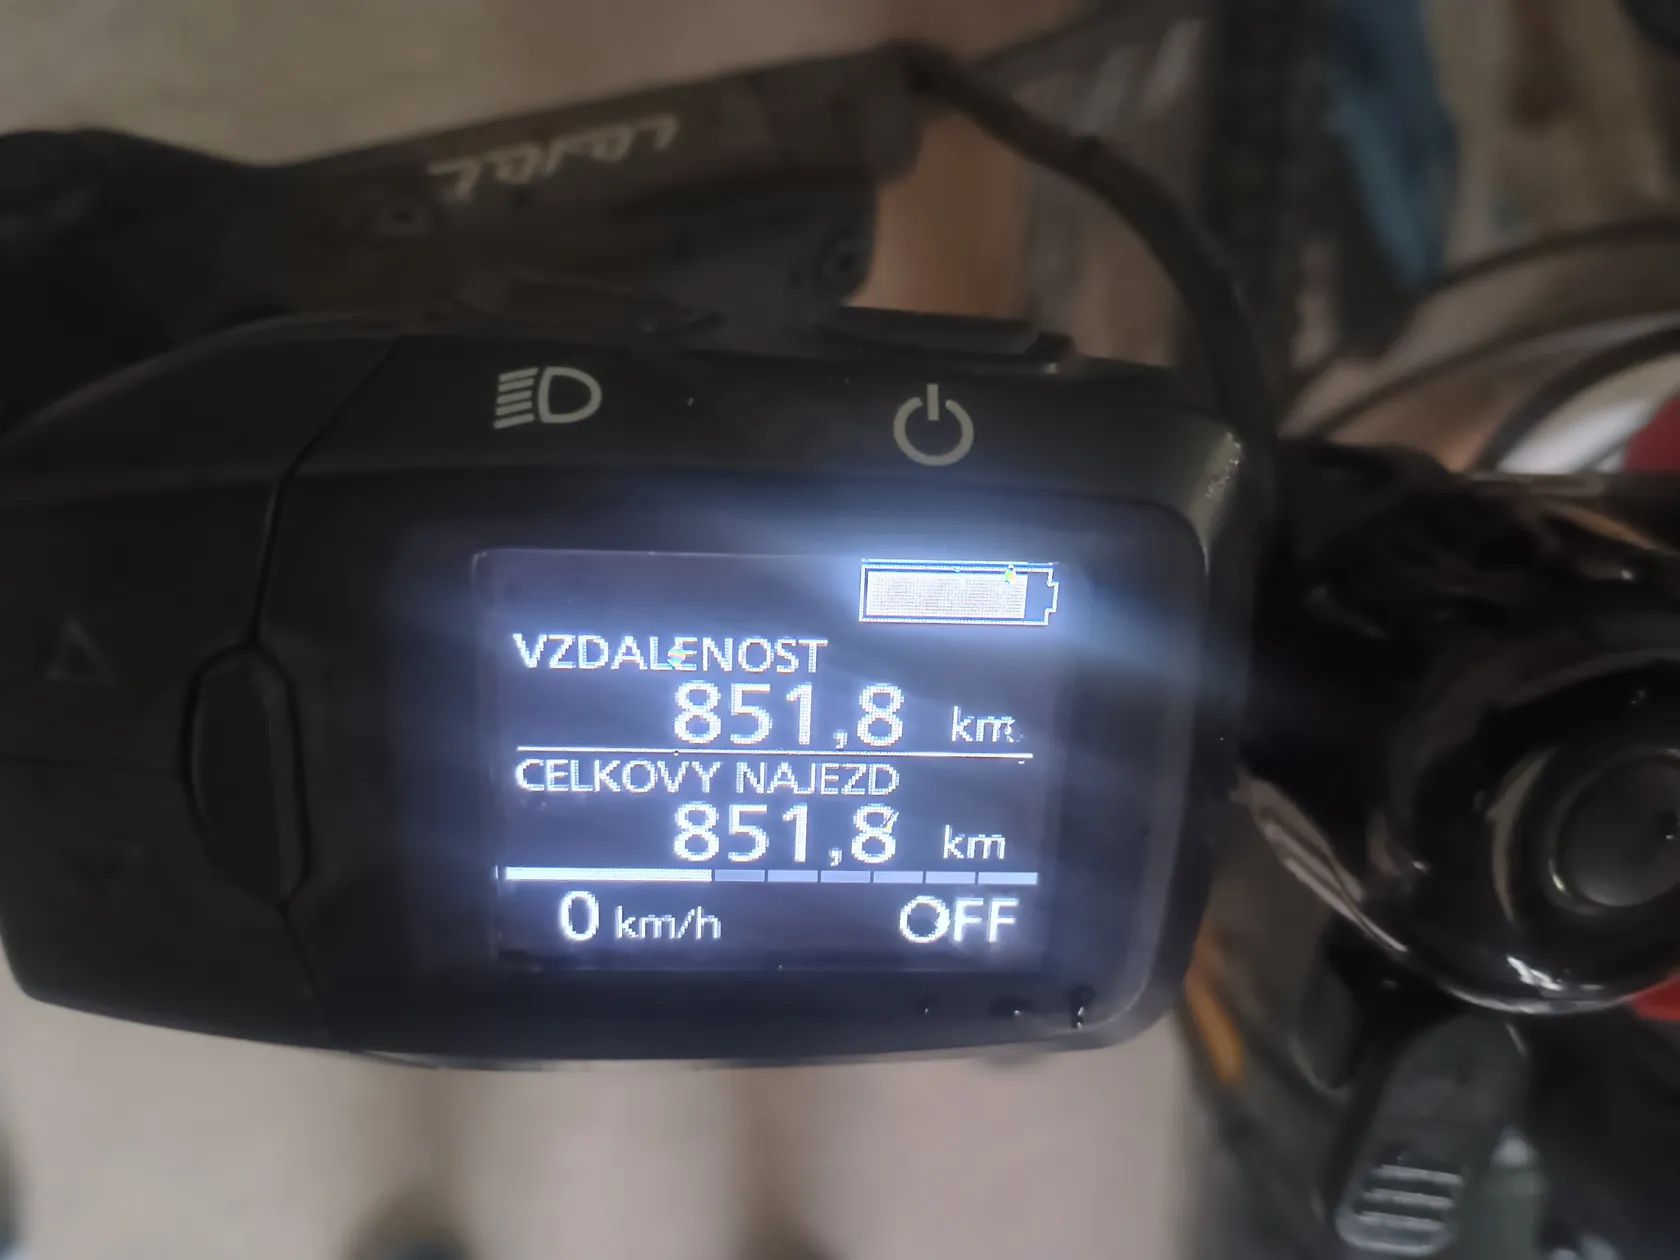 VZDALENOST
851,8 km
CELKOVY NAJEZD
851,8 km
0 km/h OFF